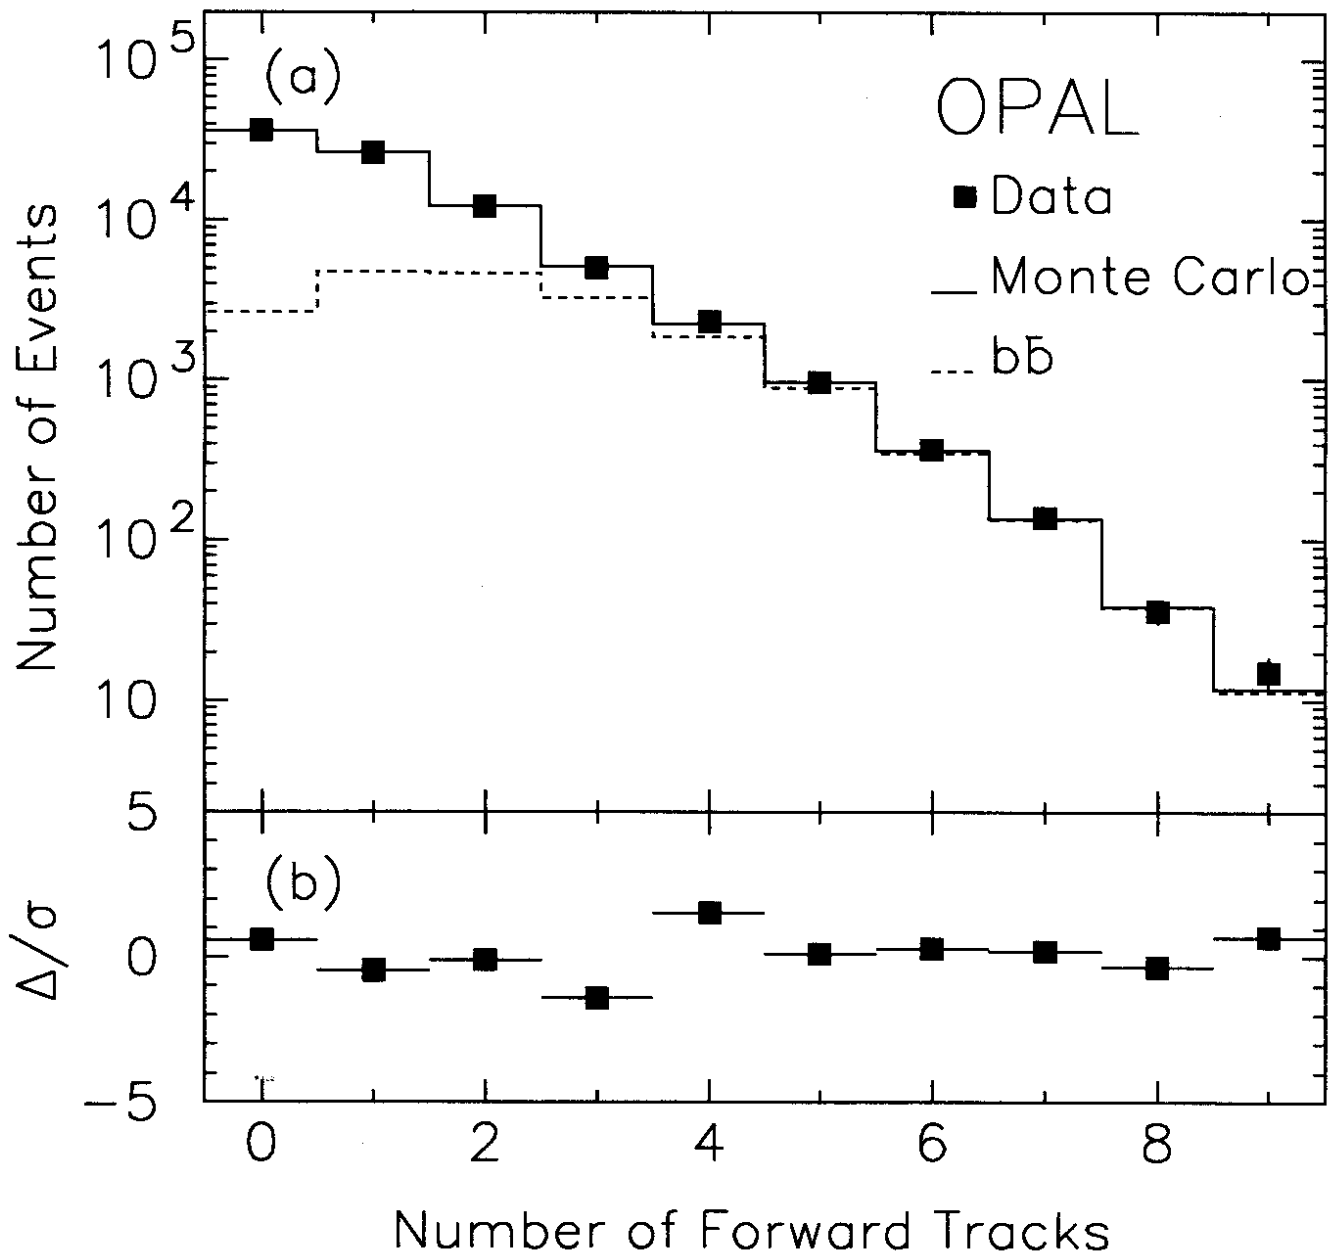 10^5
(a)
OPAL
■ Data
Monte Carlo
bb̄
10^4
10^3
10^2
10
Number of Events
5
(b)
0
-5
Δ/σ
0 2 4 6 8
Number of Forward Tracks